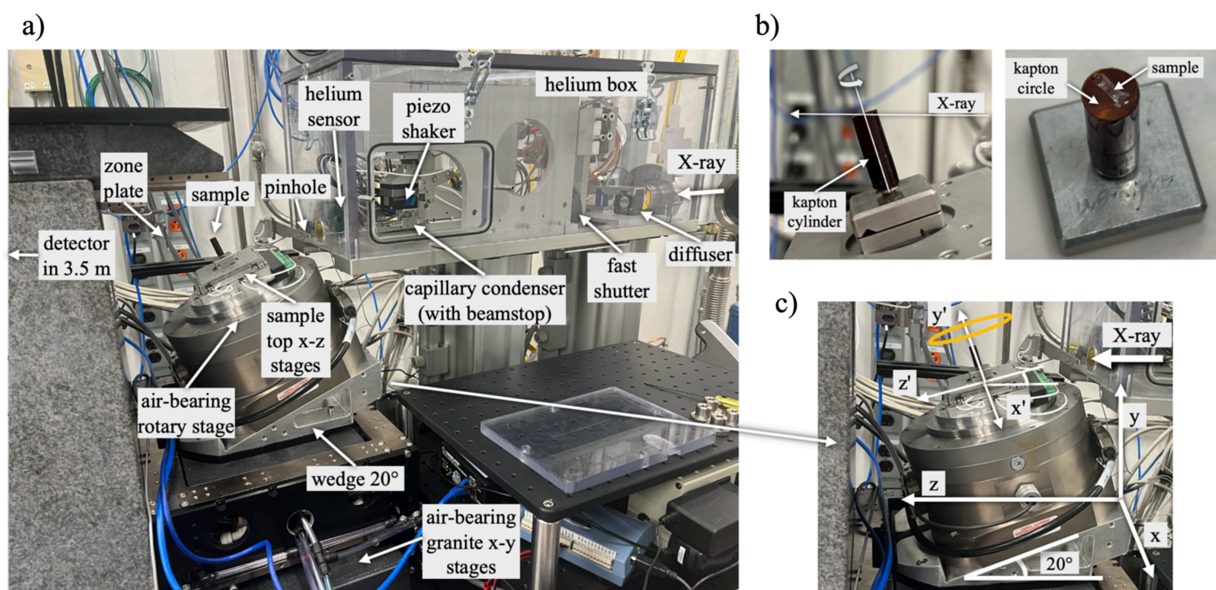 a)
b)
c)
helium
sensor
piezo
shaker
helium box
X-ray
zone
plate
sample
pinhole
detector
in 3.5 m
diffuser
fast
shutter
capillary condenser
(with beamstop)
sample
top x-z
stages
air-bearing
rotary stage
wedge 20°
air-bearing
granite x-y
stages
X-ray
kapton
cylinder
kapton
circle
sample
y'
X-ray
z'
x'
y
z
x
20°